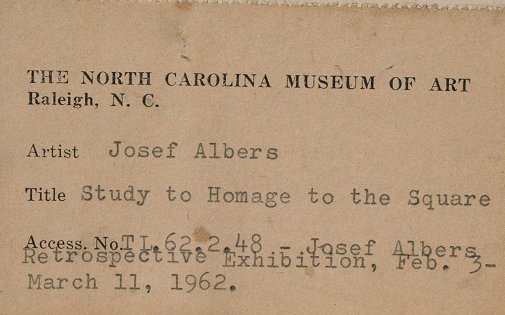 THE NORTH CAROLINA MUSEUM OF ART
Raleigh, N. C.
Artist Josef Albers
Title Study to Homage to the Square
Access. No. TL.62.2.48 - Josef Albers
Retrospective Exhibition, Feb. 3-
March 11, 1962.